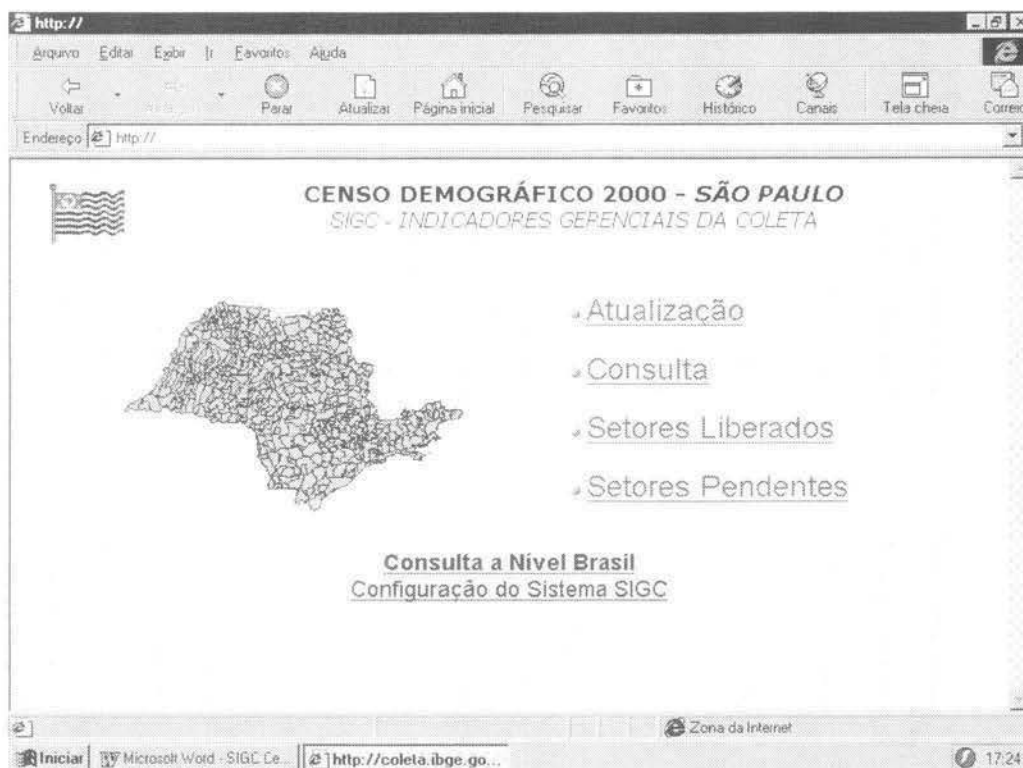 http://
Arquivo Editar Exibir Ir Favoritos Ajuda
Voltar Parar Atualizar Página inicial Pesquisar Favoritos Histórico Canais Tela cheia Correio
Endereço http://
CENSO DEMOGRÁFICO 2000 - SÃO PAULO
SIGC - INDICADORES GERENCIAIS DA COLETA
Atualização
Consulta
Setores Liberados
Setores Pendentes
Consulta a Nível Brasil
Configuração do Sistema SIGC
Zona da Internet
Iniciar Microsoft Word - SIGC Ce... http://coleta.ibge.go... 17:24